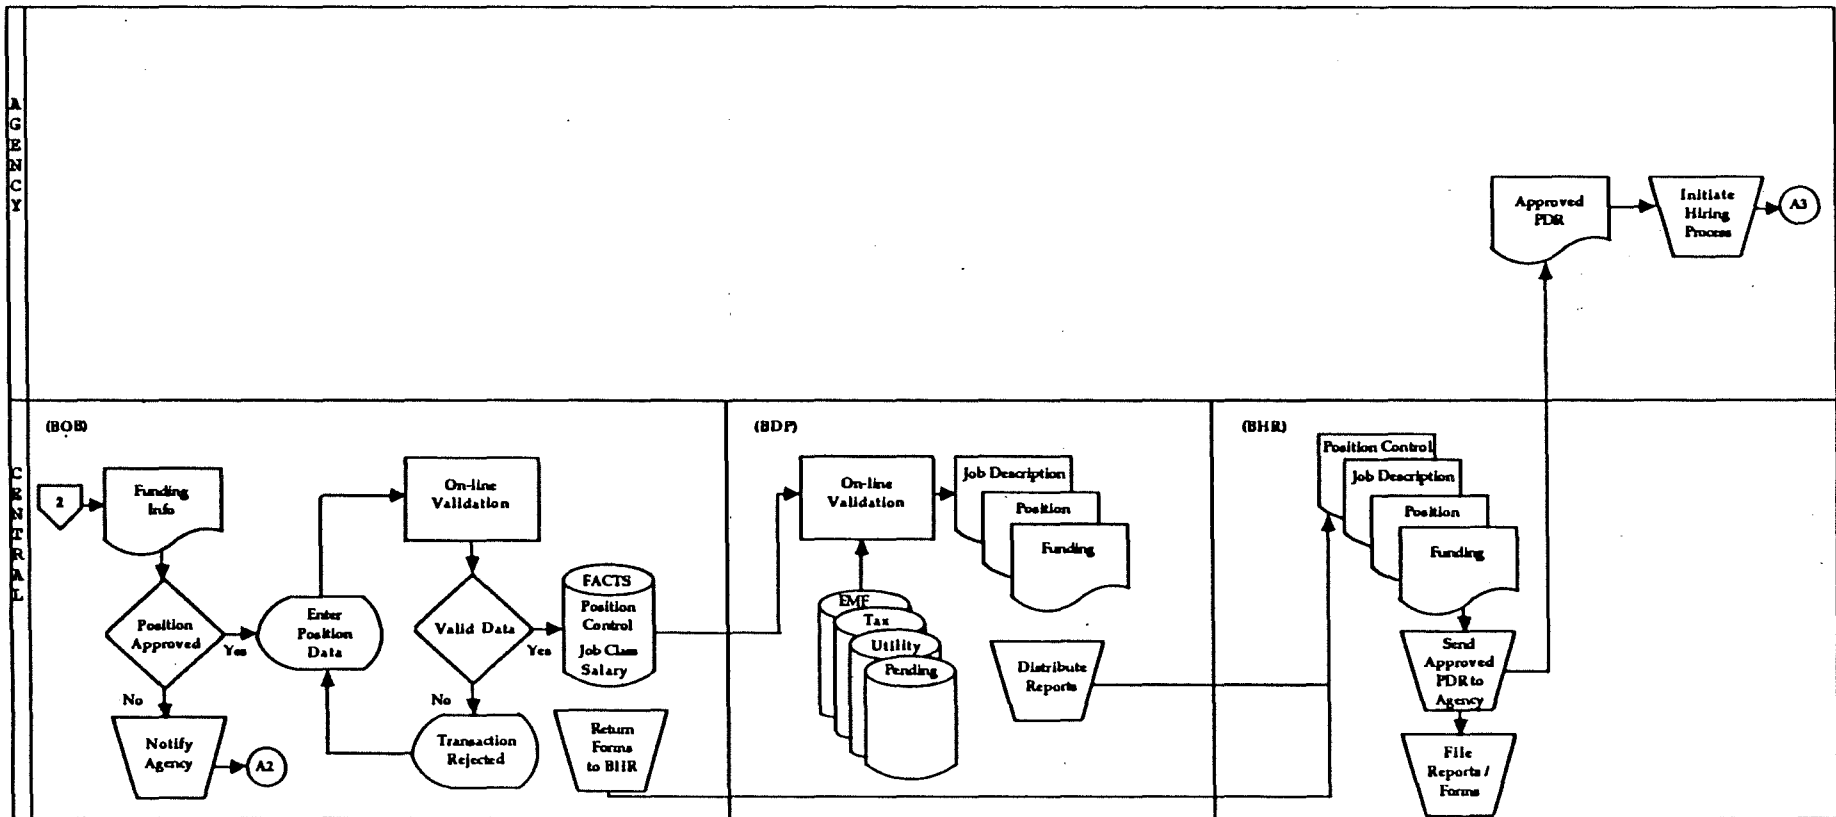 A
G
E
N
C
Y
Approved
PDR
Initiate
Hiring
Process
A3
C
E
N
T
R
A
L
(BOB)
2
Funding
Info
Position
Approved
Yes
No
Notify
Agency
A2
Enter
Position
Data
On-line
Validation
Valid Data
Yes
No
Transaction
Rejected
FACTS
Position
Control
Job Class
Salary
Return
Forms
to BHR
(BDP)
On-line
Validation
Job Description
Position
Funding
EMF
Tax
Utility
Pending
Distribute
Reports
(BHR)
Position Control
Job Description
Position
Funding
Send
Approved
PDR to
Agency
File
Reports /
Forms